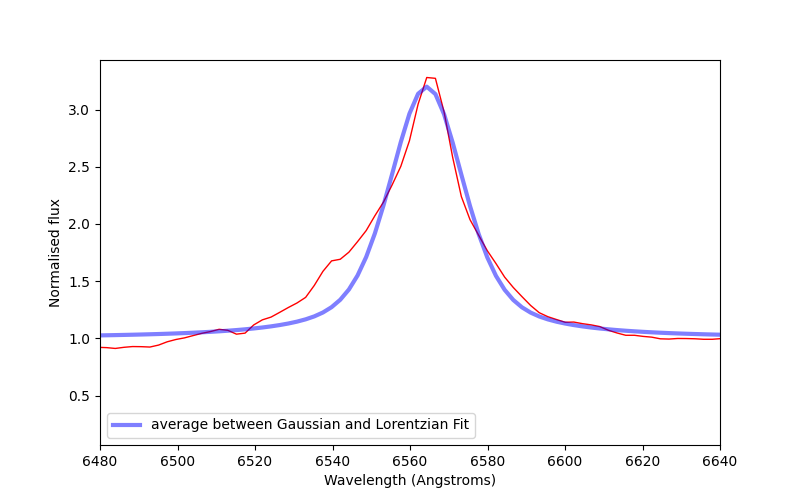 3.0
2.5
2.0
1.5
1.0
0.5
Normalised flux
average between Gaussian and Lorentzian Fit
6480 6500 6520 6540 6560 6580 6600 6620 6640
Wavelength (Angstroms)